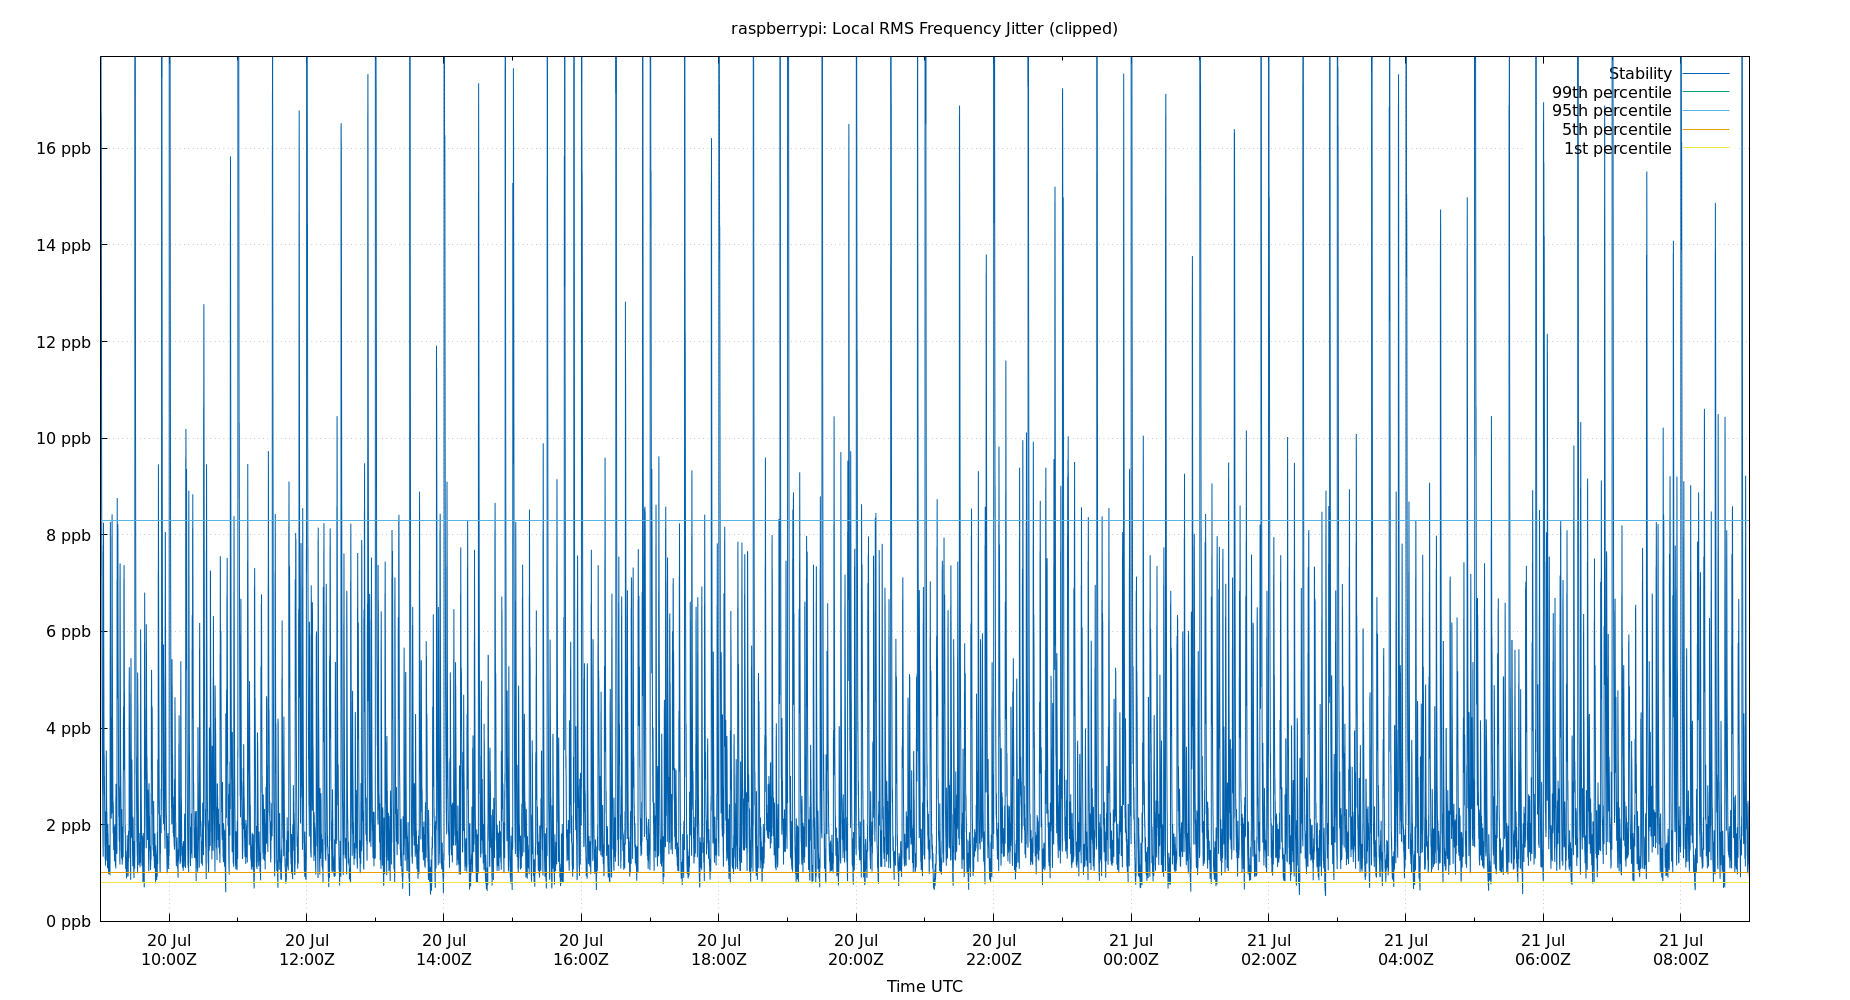 raspberrypi: Local RMS Frequency Jitter (clipped)
Stability
99th percentile
95th percentile
5th percentile
1st percentile
16 ppb
14 ppb
12 ppb
10 ppb
8 ppb
6 ppb
4 ppb
2 ppb
0 ppb
20 Jul 20 Jul 20 Jul 20 Jul 20 Jul 20 Jul 20 Jul 21 Jul 21 Jul 21 Jul 21 Jul 21 Jul
10:00Z 12:00Z 14:00Z 16:00Z 18:00Z 20:00Z 22:00Z 00:00Z 02:00Z 04:00Z 06:00Z 08:00Z
Time UTC